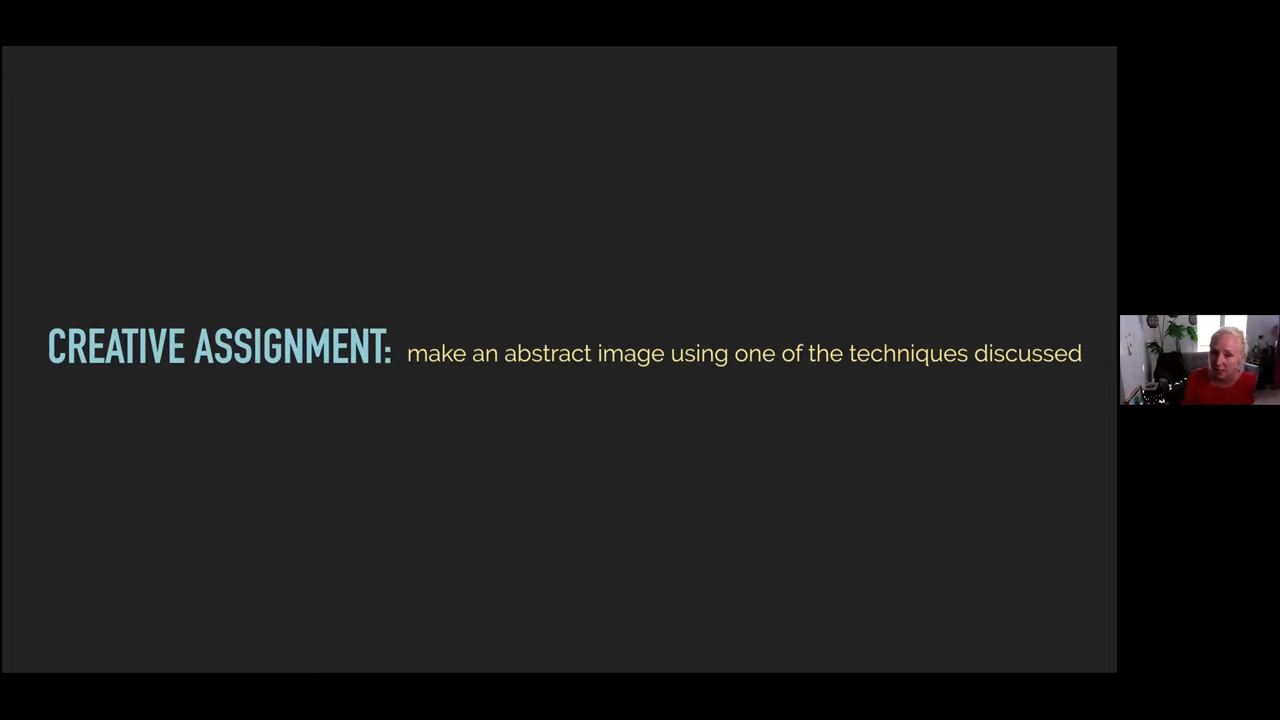 CREATIVE ASSIGNMENT: make an abstract image using one of the techniques discussed